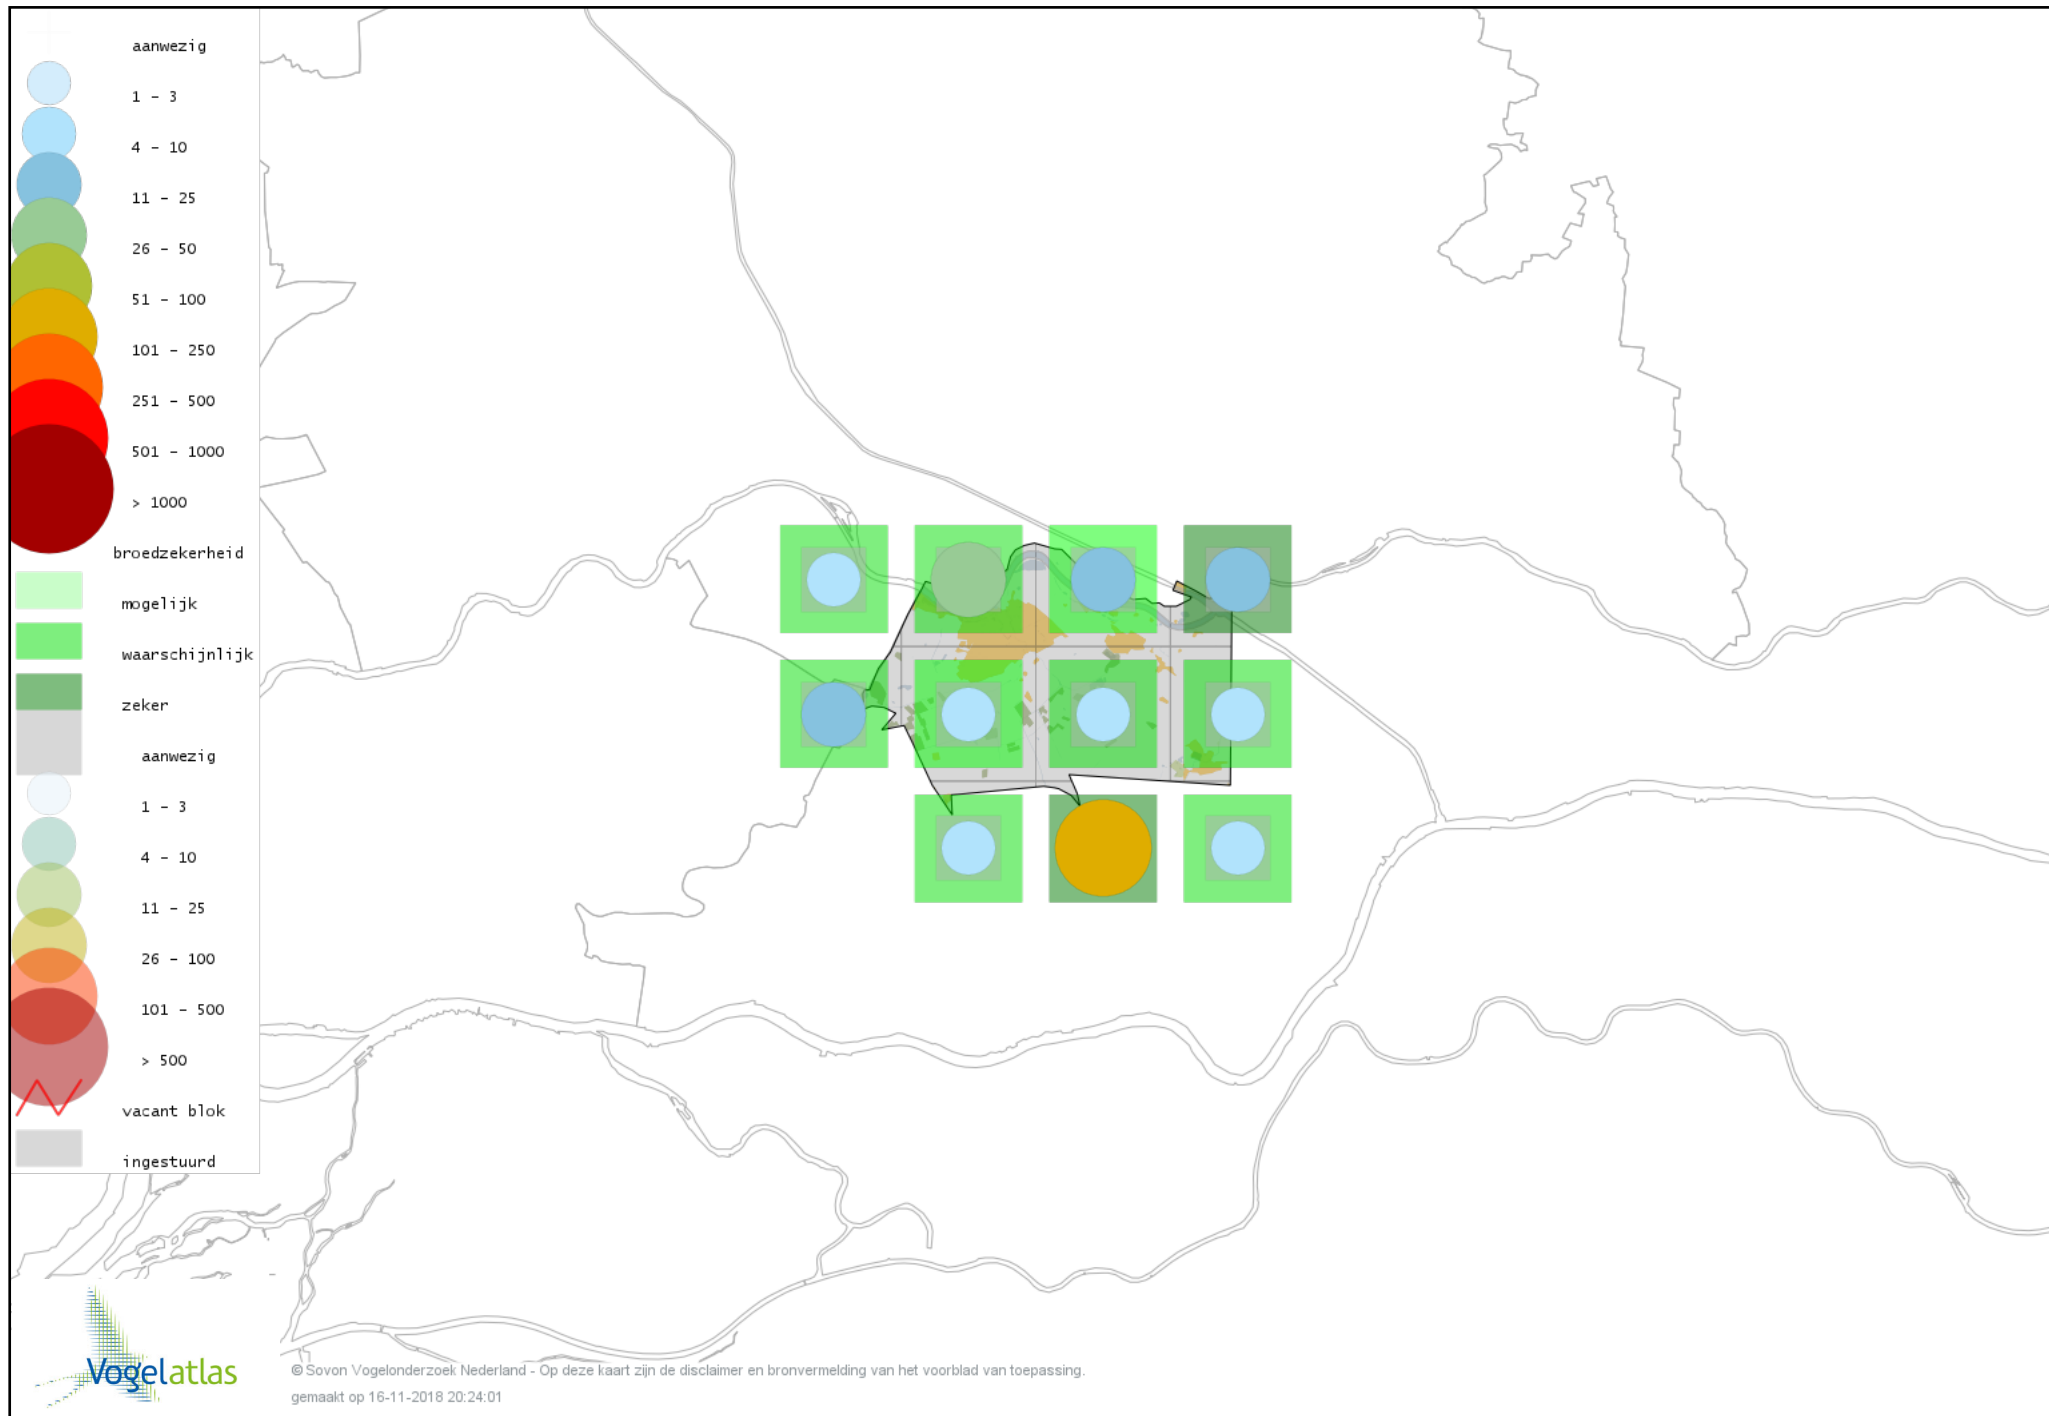 aanwezig
1 - 3
4 - 10
11 - 25
26 - 50
51 - 100
101 - 250
251 - 500
501 - 1000
> 1000
broedzekerheid
mogelijk
waarschijnlijk
zeker
aanwezig
1 - 3
4 - 10
11 - 25
26 - 100
101 - 500
> 500
vacant blok
ingestuurd
Vogelatlas
© Sovon Vogelonderzoek Nederland - Op deze kaart zijn de disclaimer en bronvermelding van het voorblad van toepassing.
gemaakt op 16-11-2018 20:24:01